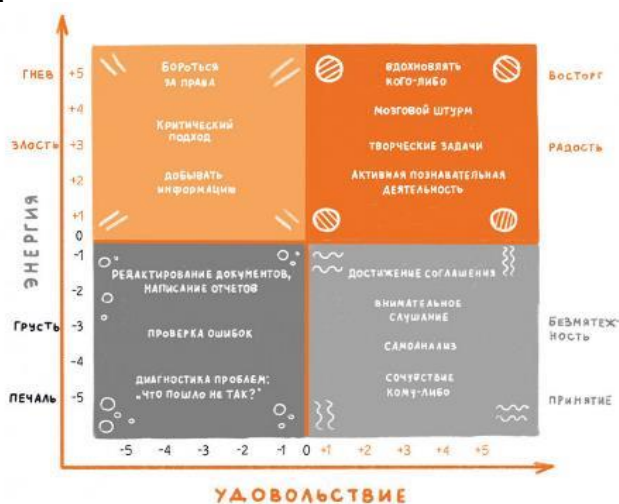 ГНЕВ
ЗЛОСТЬ
ЭНЕРГИЯ
ГРУСТЬ
ПЕЧАЛЬ
+5
+4
+3
+2
+1
0
-1
-2
-3
-4
-5
БОРОТЬСЯ
ЗА ПРАВА
КРИТИЧЕСКИЙ
ПОДХОД
ДОБЫВАТЬ
ИНФОРМАЦИЮ
ВДОХНОВЛЯТЬ
КОГО-ЛИБО
МОЗГОВОЙ ШТУРМ
ТВОРЧЕСКИЕ ЗАДАЧИ
АКТИВНАЯ ПОЗНАВАТЕЛЬНАЯ
ДЕЯТЕЛЬНОСТЬ
ВОСТОРГ
РАДОСТЬ
РЕДАКТИРОВАНИЕ ДОКУМЕНТОВ,
НАПИСАНИЕ ОТЧЕТОВ
ПРОВЕРКА ОШИБОК
ДИАГНОСТИКА ПРОБЛЕМ:
„ЧТО ПОШЛО НЕ ТАК?"
ДОСТИЖЕНИЕ СОГЛАШЕНИЯ
ВНИМАТЕЛЬНОЕ
СЛУШАНИЕ
САМОАНАЛИЗ
СОЧУВСТВИЕ
КОМУ-ЛИБО
БЕЗМЯТЕЖ-
НОСТЬ
ПРИНЯТИЕ
-5 -4 -3 -2 -1 0 +1 +2 +3 +4 +5
УДОВОЛЬСТВИЕ